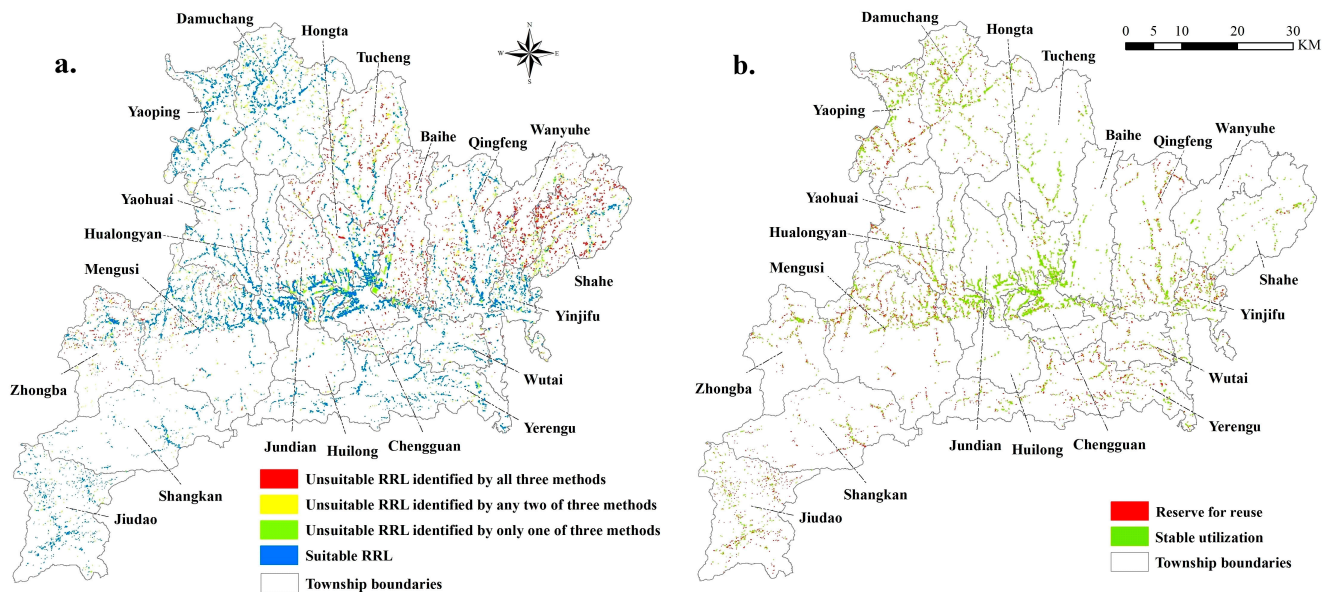 a.
Damuchang
Hongta
Tucheng
N
W
E
S
Yaoping
Baihe
Qingfeng
Wanyuhe
Yaohuai
Hualongyan
Mengusi
Shahe
Yinjifu
Zhongba
Wutai
Yerengu
Jundian
Huilong
Chengguan
Shangkan
Jiudao
Unsuitable RRL identified by all three methods
Unsuitable RRL identified by any two of three methods
Unsuitable RRL identified by only one of three methods
Suitable RRL
Township boundaries
b.
0 5 10 20 30
KM
Damuchang
Hongta
Tucheng
Yaoping
Baihe
Qingfeng
Wanyuhe
Yaohuai
Hualongyan
Mengusi
Shahe
Yinjifu
Zhongba
Wutai
Yerengu
Jundian
Huilong
Chengguan
Shangkan
Jiudao
Reserve for reuse
Stable utilization
Township boundaries